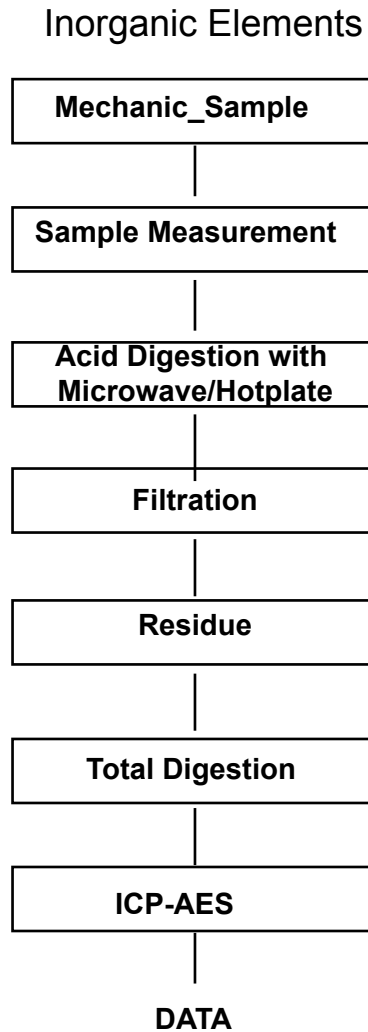 Inorganic Elements
Mechanic_Sample
Sample Measurement
Acid Digestion with
Microwave/Hotplate
Filtration
Residue
Total Digestion
ICP-AES
DATA